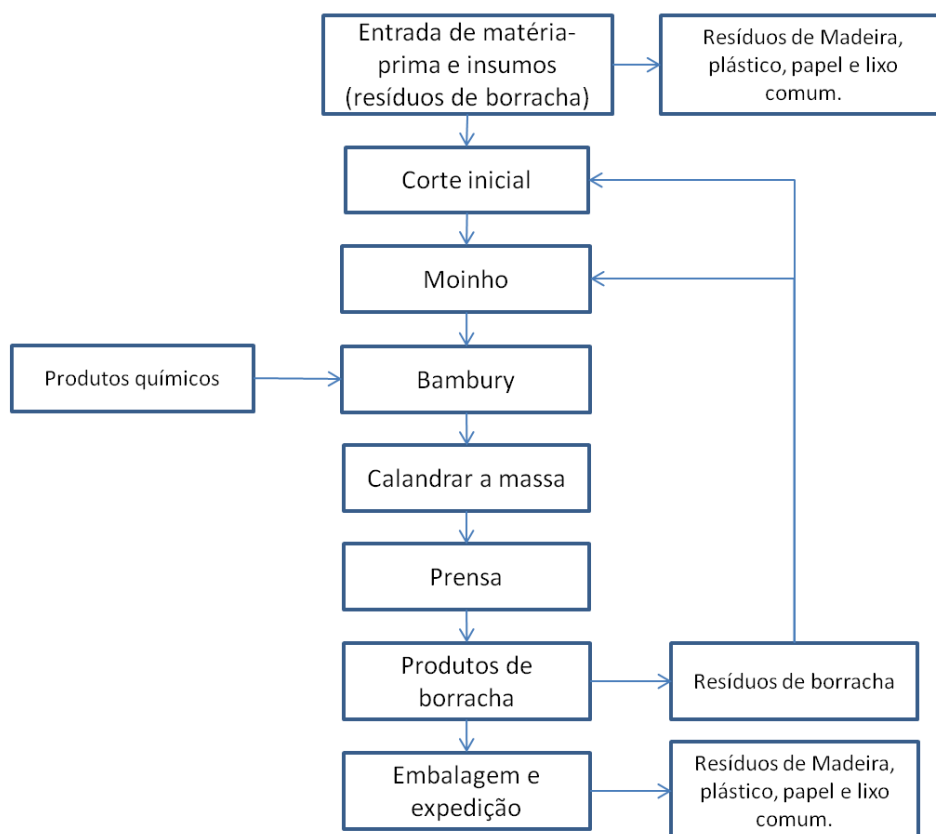 Entrada de matéria-
prima e insumos
(resíduos de borracha)
Resíduos de Madeira,
plástico, papel e lixo
comum.
Corte inicial
Moinho
Produtos químicos
Bambury
Calandrar a massa
Prensa
Produtos de
borracha
Resíduos de borracha
Embalagem e
expedição
Resíduos de Madeira,
plástico, papel e lixo
comum.